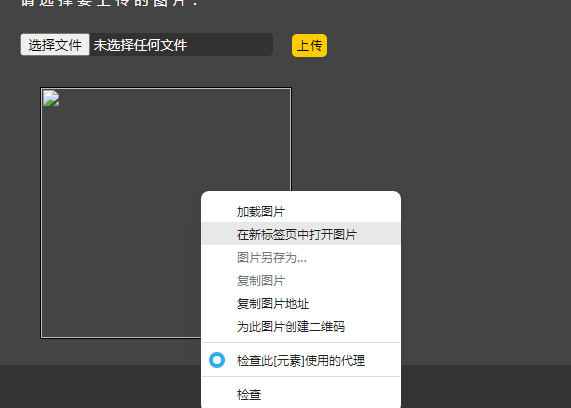 请选择要上传的图片：
选择文件 未选择任何文件 上传
加载图片
在新标签页中打开图片
图片另存为...
复制图片
复制图片地址
为此图片创建二维码
检查此[元素]使用的代理
检查